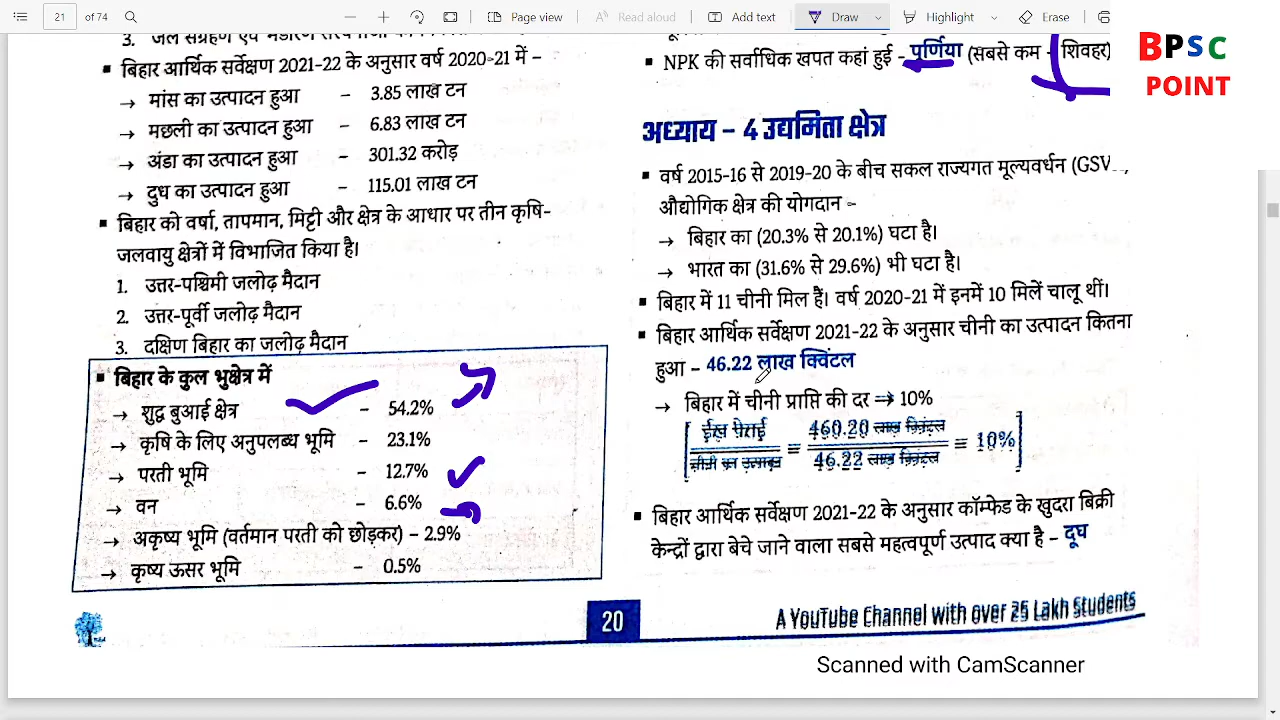 21 of 74
Page view
Read aloud
Add text
Draw
Highlight
Erase
BPSC
POINT
3. जल संग्रहण एवं
▪ बिहार आर्थिक सर्वेक्षण 2021-22 के अनुसार वर्ष 2020-21 में –
→ मांस का उत्पादन हुआ – 3.85 लाख टन
→ मछली का उत्पादन हुआ – 6.83 लाख टन
→ अंडा का उत्पादन हुआ – 301.32 करोड़
→ दुध का उत्पादन हुआ – 115.01 लाख टन
▪ बिहार को वर्षा, तापमान, मिट्टी और क्षेत्र के आधार पर तीन कृषि-
जलवायु क्षेत्रों में विभाजित किया है।
1. उत्तर-पश्चिमी जलोढ़ मैदान
2. उत्तर-पूर्वी जलोढ़ मैदान
3. दक्षिण बिहार का जलोढ़ मैदान
▪ बिहार के कुल भुक्षेत्र में
→ शुद्ध बुआई क्षेत्र – 54.2%
→ कृषि के लिए अनुपलब्ध भूमि – 23.1%
→ परती भूमि – 12.7%
→ वन – 6.6%
→ अकृष्य भूमि (वर्तमान परती को छोड़कर) – 2.9%
→ कृष्य ऊसर भूमि – 0.5%
▪ NPK की सर्वाधिक खपत कहां हुई – पूर्णिया (सबसे कम – शिवहर)
अध्याय – 4 उद्यमिता क्षेत्र
▪ वर्ष 2015-16 से 2019-20 के बीच सकल राज्यगत मूल्यवर्धन (GSV
औद्योगिक क्षेत्र की योगदान –
→ बिहार का (20.3% से 20.1%) घटा है।
→ भारत का (31.6% से 29.6%) भी घटा है।
▪ बिहार में 11 चीनी मिल हैं। वर्ष 2020-21 में इनमें 10 मिलें चालू थीं।
▪ बिहार आर्थिक सर्वेक्षण 2021-22 के अनुसार चीनी का उत्पादन कितना
हुआ – 46.22 लाख क्विंटल
→ बिहार में चीनी प्राप्ति की दर ⇒ 10%
[ईख पेराई / चीनी का उत्पादन = 460.20 लाख क्विंटल / 46.22 लाख क्विंटल = 10%]
▪ बिहार आर्थिक सर्वेक्षण 2021-22 के अनुसार कॉम्फेड के खुदरा बिक्री
केन्द्रों द्वारा बेचे जाने वाला सबसे महत्वपूर्ण उत्पाद क्या है – दूध
20
A YouTube Channel with over 25 Lakh Students
Scanned with CamScanner